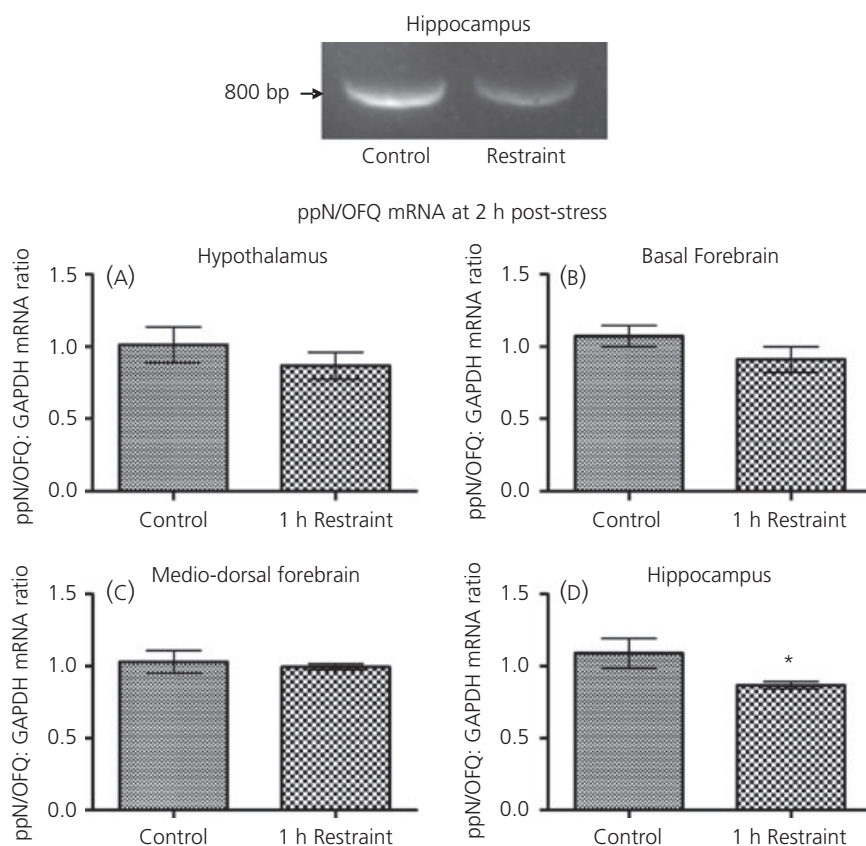 Hippocampus
800 bp →
Control Restraint
ppN/OFQ mRNA at 2 h post-stress
(A) Hypothalamus
ppN/OFQ: GAPDH mRNA ratio
1.5
1.0
0.5
0.0
Control 1 h Restraint
(B) Basal Forebrain
ppN/OFQ: GAPDH mRNA ratio
1.5
1.0
0.5
0.0
Control 1 h Restraint
(C) Medio-dorsal forebrain
ppN/OFQ: GAPDH mRNA ratio
1.5
1.0
0.5
0.0
Control 1 h Restraint
(D) Hippocampus
ppN/OFQ: GAPDH mRNA ratio
1.5
1.0
0.5
0.0
*
Control 1 h Restraint